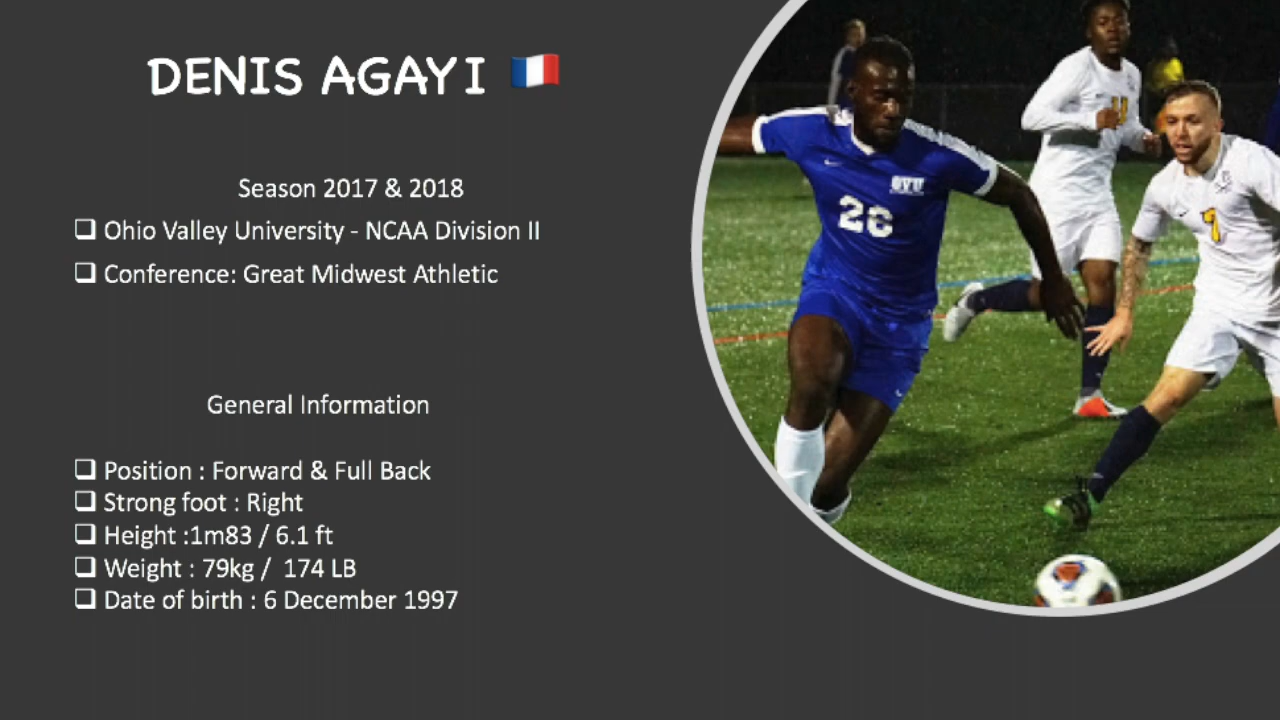 DENIS AGAYI 🇫🇷
Season 2017 & 2018
❑ Ohio Valley University - NCAA Division II
❑ Conference: Great Midwest Athletic
General Information
❑ Position : Forward & Full Back
❑ Strong foot : Right
❑ Height :1m83 / 6.1 ft
❑ Weight : 79kg /  174 LB
❑ Date of birth : 6 December 1997
OVU
26
7